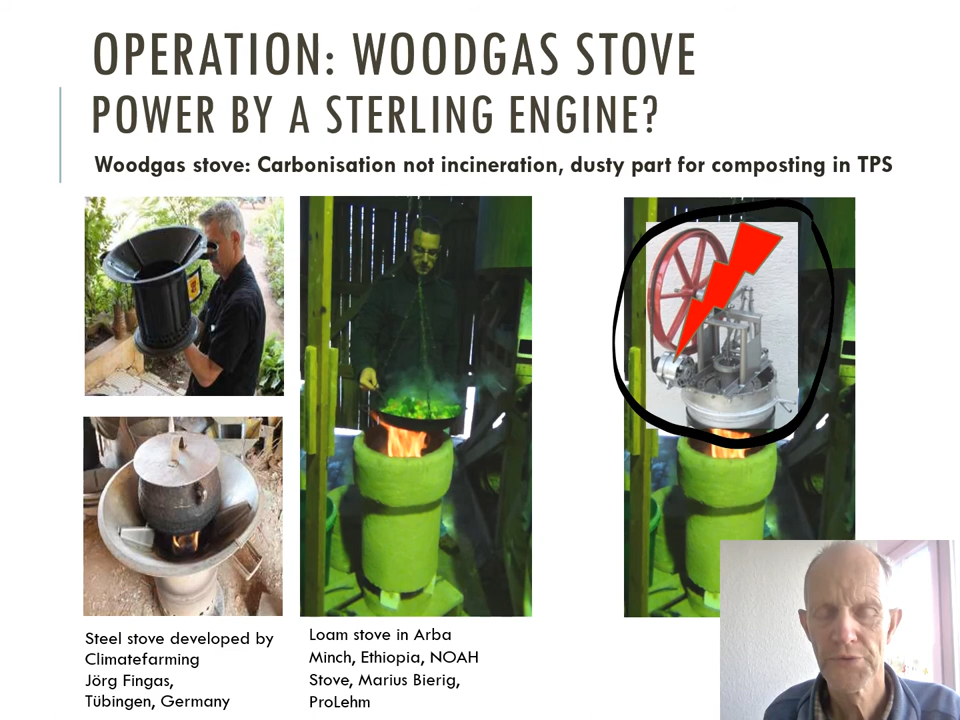 OPERATION: WOODGAS STOVE
POWER BY A STERLING ENGINE?
Woodgas stove: Carbonisation not incineration, dusty part for composting in TPS
Steel stove developed by
Climatefarming
Jörg Fingas,
Tübingen, Germany
Loam stove in Arba
Minch, Ethiopia, NOAH
Stove, Marius Bierig,
ProLehm